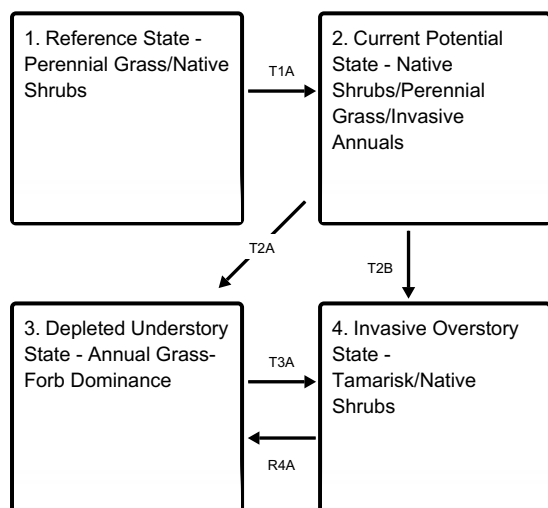 1. Reference State -
Perennial Grass/Native
Shrubs
T1A
2. Current Potential
State - Native
Shrubs/Perennial
Grass/Invasive
Annuals
T2A
T2B
3. Depleted Understory
State - Annual Grass-
Forb Dominance
T3A
4. Invasive Overstory
State -
Tamarisk/Native
Shrubs
R4A